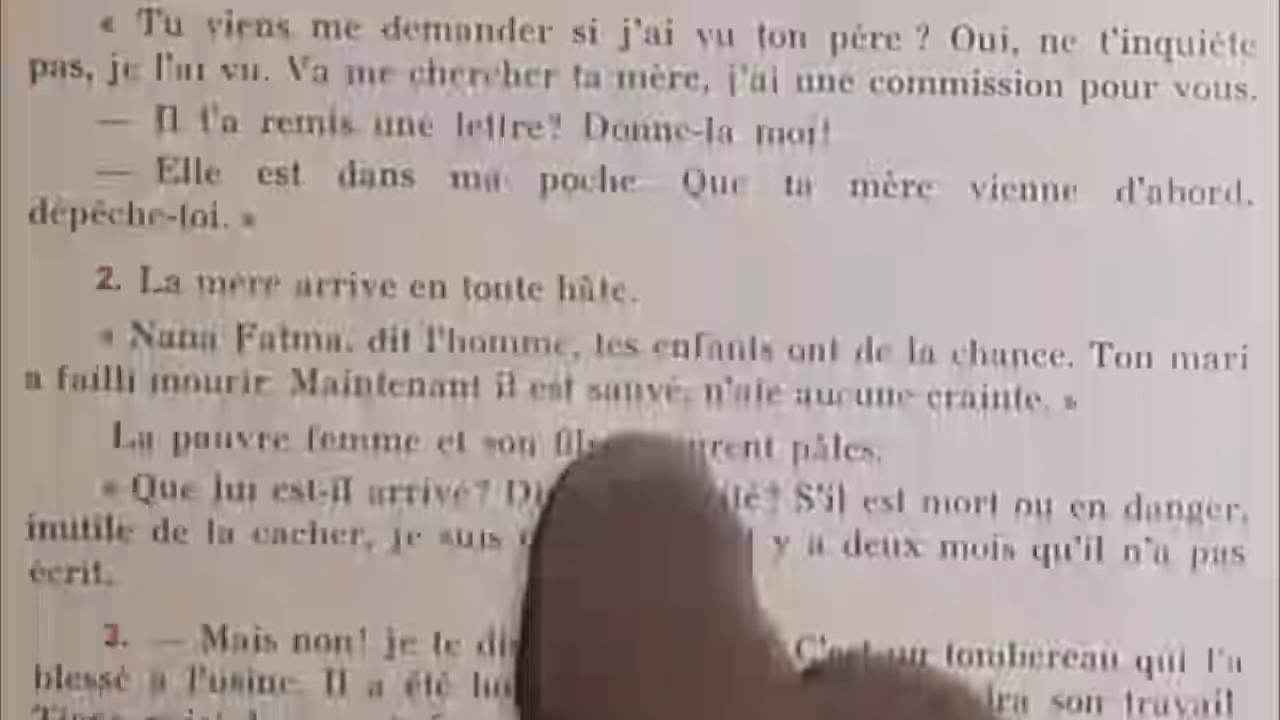 « Tu viens me demander si j'ai vu ton père ? Oui, ne t'inquiète
pas, je l'ai vu. Va me chercher ta mère, j'ai une commission pour vous.
— Il t'a remis une lettre? Donne-la moi!
— Elle est dans ma poche Que ta mère vienne d'abord,
dépêche-toi. »
2. La mère arrive en toute hâte.
« Nana Fatma, dit l'homme, tes enfants ont de la chance. Ton mari
a failli mourir Maintenant il est sauvé, n'aie aucune crainte. »
La pauvre femme et son pâles.
« Que lui est-il arrivé? S'il est mort ou en danger,
inutile de la cacher, je suis y a deux mois qu'il n'a pas
écrit.
3. — Mais non! je te C'est un tombereau qui l'a
blessé à l'usine Il a été son travail